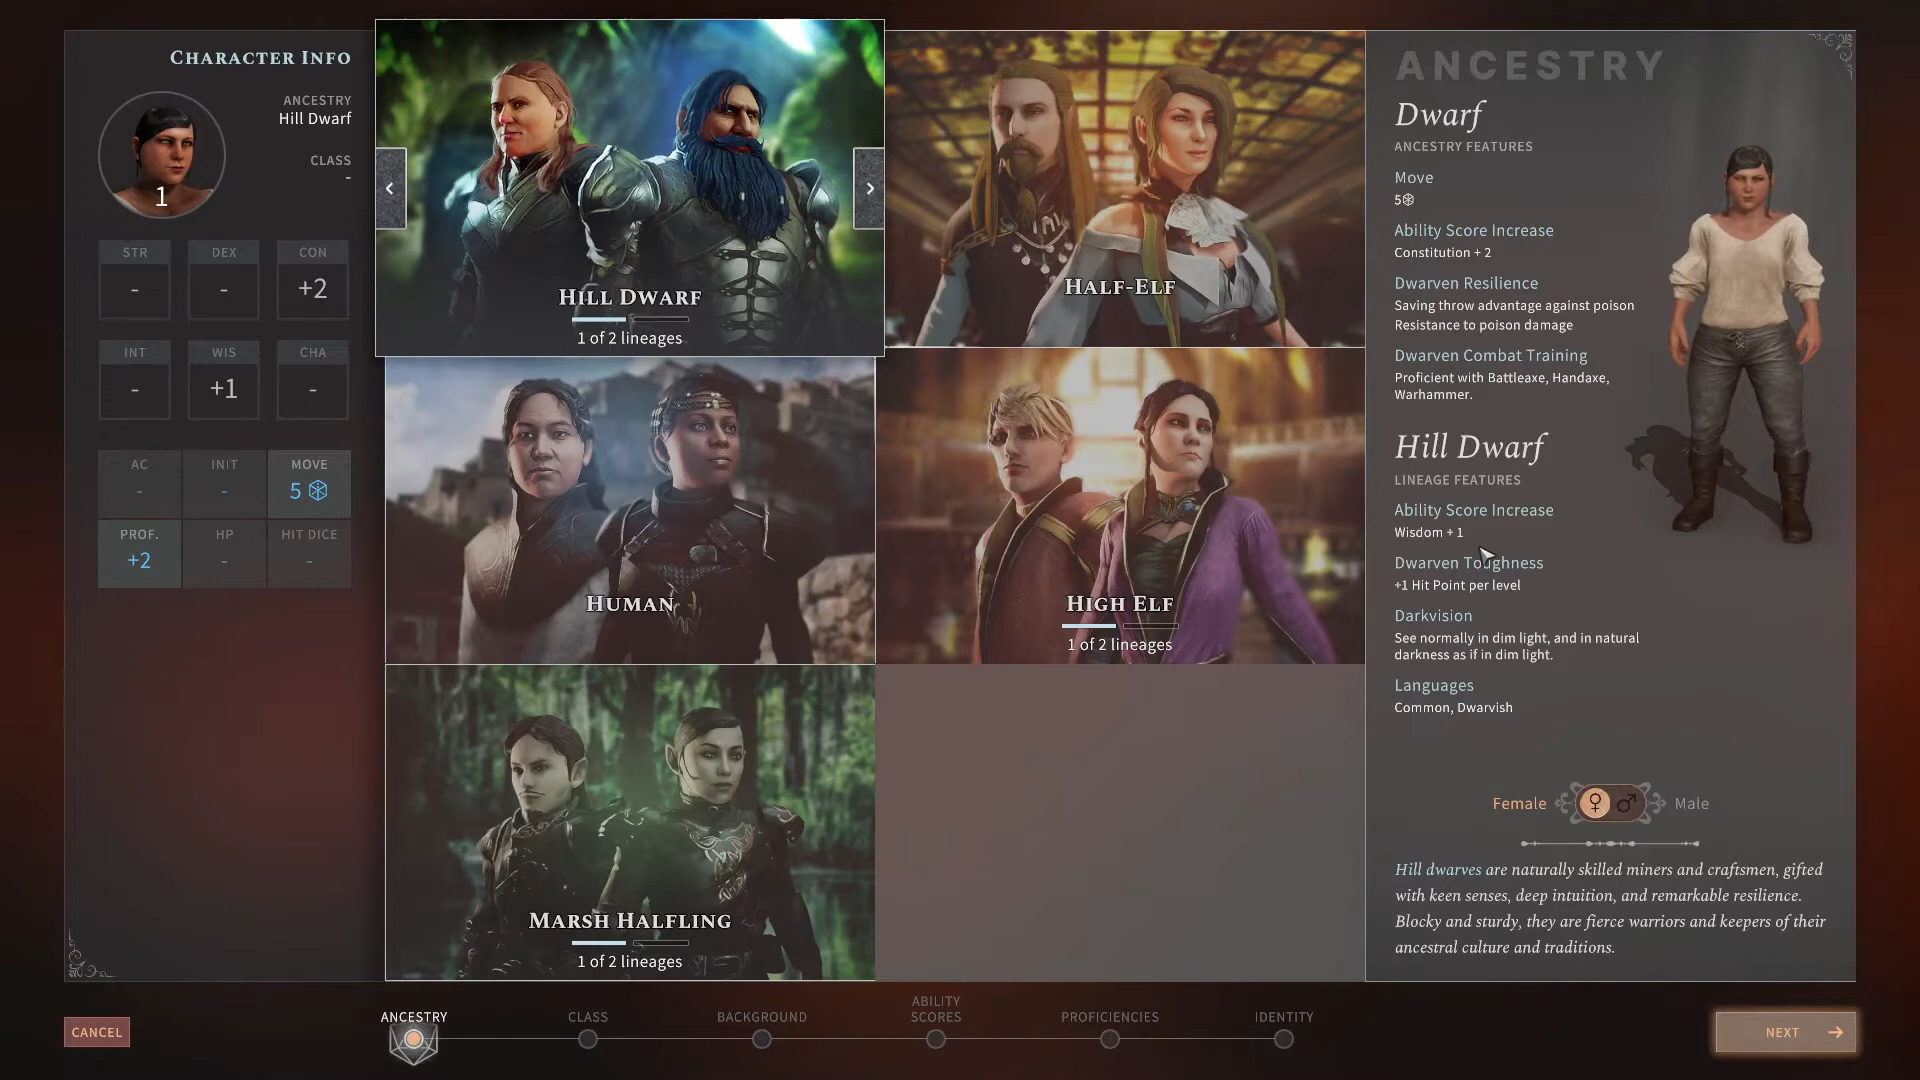 CHARACTER INFO
ANCESTRY
Hill Dwarf
CLASS
-
1
STR
DEX
CON
-
-
+2
INT
WIS
CHA
-
+1
-
AC
INIT
MOVE
-
-
5
PROF.
HP
HIT DICE
+2
-
-
HILL DWARF
1 of 2 lineages
HALF-ELF
HUMAN
HIGH ELF
1 of 2 lineages
MARSH HALFLING
1 of 2 lineages
ANCESTRY
Dwarf
ANCESTRY FEATURES
Move
5
Ability Score Increase
Constitution + 2
Dwarven Resilience
Saving throw advantage against poison
Resistance to poison damage
Dwarven Combat Training
Proficient with Battleaxe, Handaxe,
Warhammer.
Hill Dwarf
LINEAGE FEATURES
Ability Score Increase
Wisdom + 1
Dwarven Toughness
+1 Hit Point per level
Darkvision
See normally in dim light, and in natural
darkness as if in dim light.
Languages
Common, Dwarvish
Female
Male
Hill dwarves are naturally skilled miners and craftsmen, gifted
with keen senses, deep intuition, and remarkable resilience.
Blocky and sturdy, they are fierce warriors and keepers of their
ancestral culture and traditions.
CANCEL
ANCESTRY
CLASS
BACKGROUND
ABILITY
SCORES
PROFICIENCIES
IDENTITY
NEXT